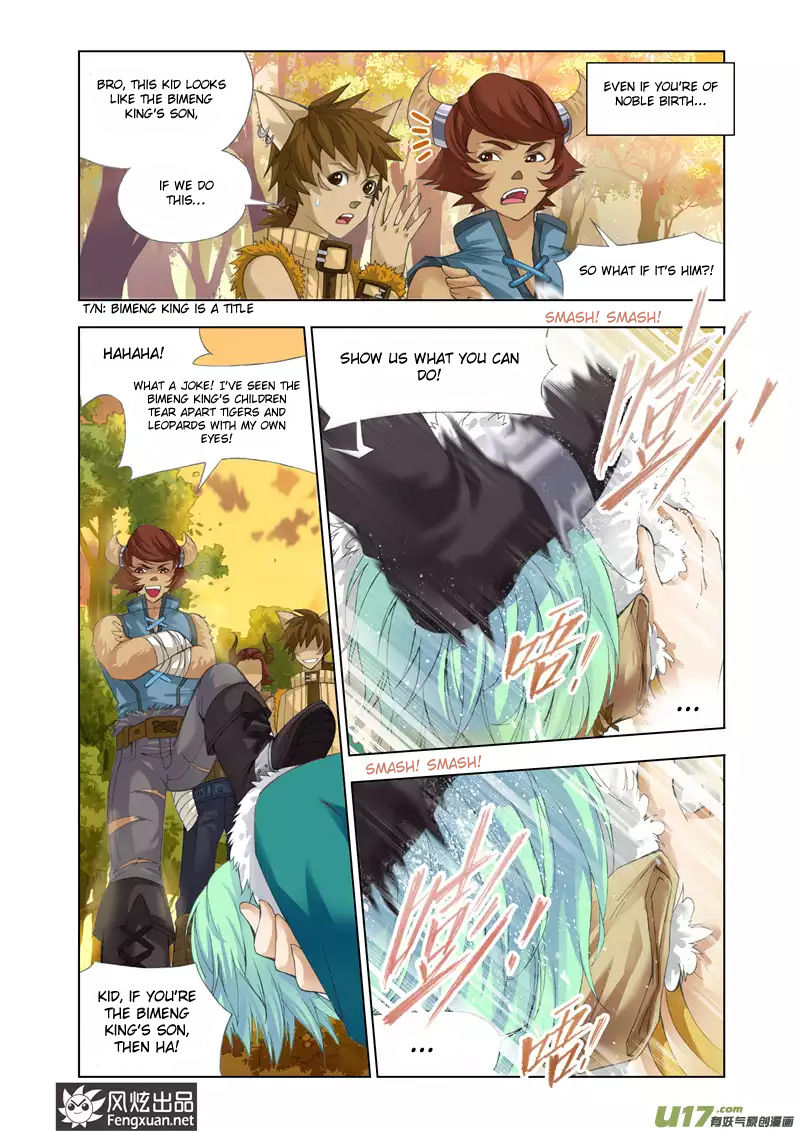 BRO, THIS KID LOOKS
LIKE THE BIMENG
KING'S SON,
IF WE DO
THIS...
EVEN IF YOU'RE OF
NOBLE BIRTH...
SO WHAT IF IT'S HIM?!
T/N: BIMENG KING IS A TITLE
HAHAHA!
WHAT A JOKE! I'VE SEEN THE
BIMENG KING'S CHILDREN
TEAR APART TIGERS AND
LEOPARDS WITH MY OWN
EYES!
SMASH! SMASH!
SHOW US WHAT YOU CAN
DO!
嘭!
唔!
...
KID, IF YOU'RE
THE BIMENG
KING'S SON,
THEN HA!
SMASH! SMASH!
嘭!
唔!
...
风炫出品
Fengxuan.net
U17.com
有妖气原创漫画